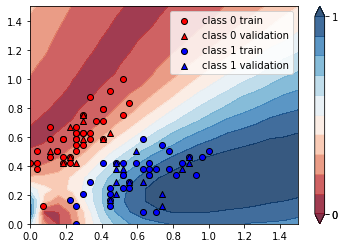 class 0 train
class 0 validation
class 1 train
class 1 validation
1.4
1.2
1.0
0.8
0.6
0.4
0.2
0.0
0.0 0.2 0.4 0.6 0.8 1.0 1.2 1.4
1
0